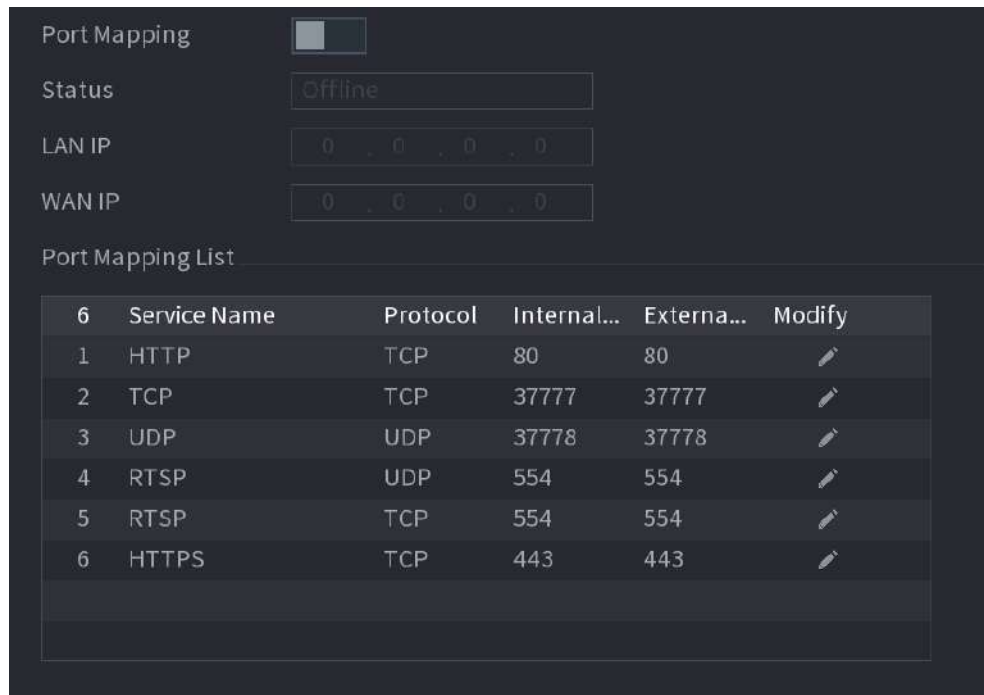 Port Mapping
Status Offline
LAN IP 0 . 0 . 0 . 0
WAN IP 0 . 0 . 0 . 0
Port Mapping List
6 Service Name Protocol Internal... Externa... Modify
1 HTTP TCP 80 80
2 TCP TCP 37777 37777
3 UDP UDP 37778 37778
4 RTSP UDP 554 554
5 RTSP TCP 554 554
6 HTTPS TCP 443 443